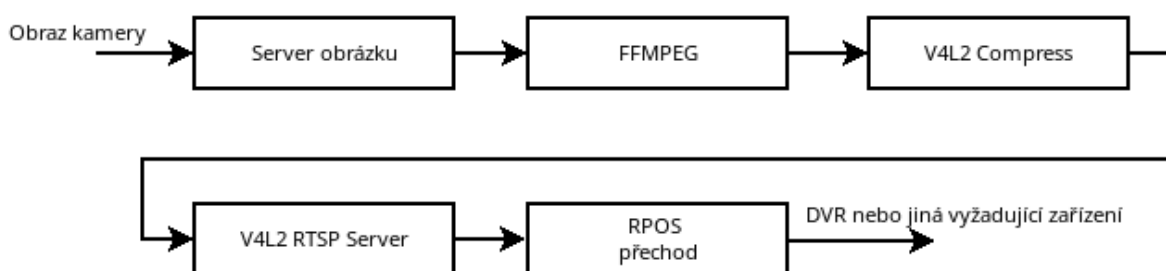 Obraz kamery
Server obrázku
FFMPEG
V4L2 Compress
V4L2 RTSP Server
RPOS
přechod
DVR nebo jiná vyžadující zařízení